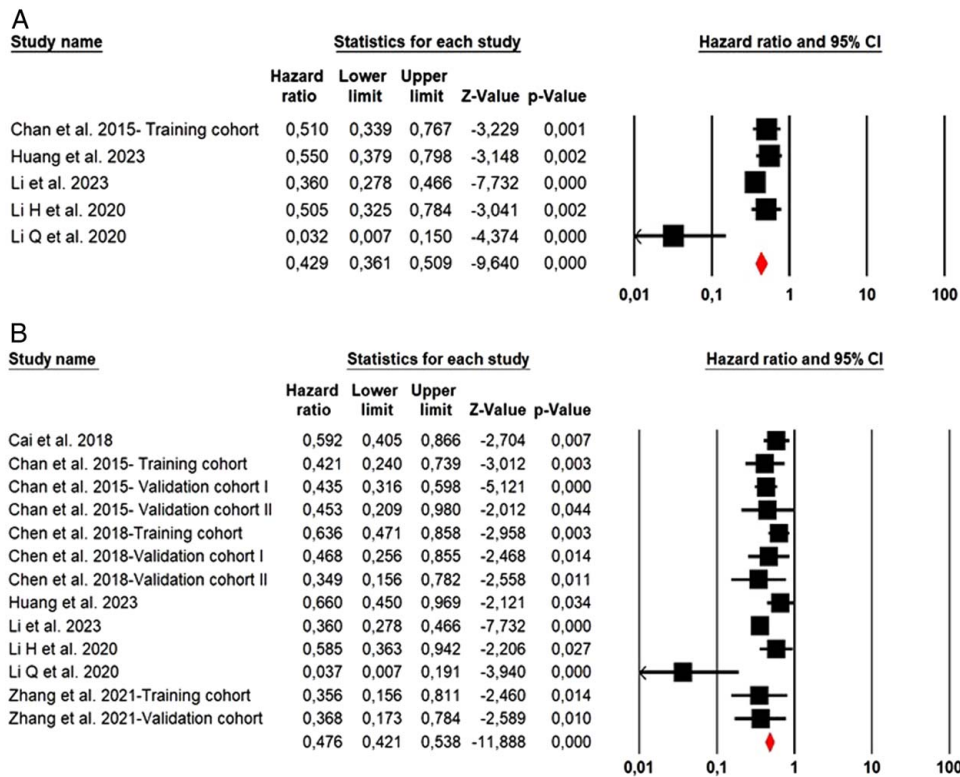 A
Study name Statistics for each study Hazard ratio and 95% CI
Hazard Lower Upper
ratio limit limit Z-Value p-Value
Chan et al. 2015- Training cohort 0,510 0,339 0,767 -3,229 0,001
Huang et al. 2023 0,550 0,379 0,798 -3,148 0,002
Li et al. 2023 0,360 0,278 0,466 -7,732 0,000
Li H et al. 2020 0,505 0,325 0,784 -3,041 0,002
Li Q et al. 2020 0,032 0,007 0,150 -4,374 0,000
0,429 0,361 0,509 -9,640 0,000
0,01 0,1 1 10 100
B
Study name Statistics for each study Hazard ratio and 95% CI
Hazard Lower Upper
ratio limit limit Z-Value p-Value
Cai et al. 2018 0,592 0,405 0,866 -2,704 0,007
Chan et al. 2015- Training cohort 0,421 0,240 0,739 -3,012 0,003
Chan et al. 2015- Validation cohort I 0,435 0,316 0,598 -5,121 0,000
Chan et al. 2015- Validation cohort II 0,453 0,209 0,980 -2,012 0,044
Chen et al. 2018-Training cohort 0,636 0,471 0,858 -2,958 0,003
Chen et al. 2018-Validation cohort I 0,468 0,256 0,855 -2,468 0,014
Chen et al. 2018-Validation cohort II 0,349 0,156 0,782 -2,558 0,011
Huang et al. 2023 0,660 0,450 0,969 -2,121 0,034
Li et al. 2023 0,360 0,278 0,466 -7,732 0,000
Li H et al. 2020 0,585 0,363 0,942 -2,206 0,027
Li Q et al. 2020 0,037 0,007 0,191 -3,940 0,000
Zhang et al. 2021-Training cohort 0,356 0,156 0,811 -2,460 0,014
Zhang et al. 2021-Validation cohort 0,368 0,173 0,784 -2,589 0,010
0,476 0,421 0,538 -11,888 0,000
0,01 0,1 1 10 100